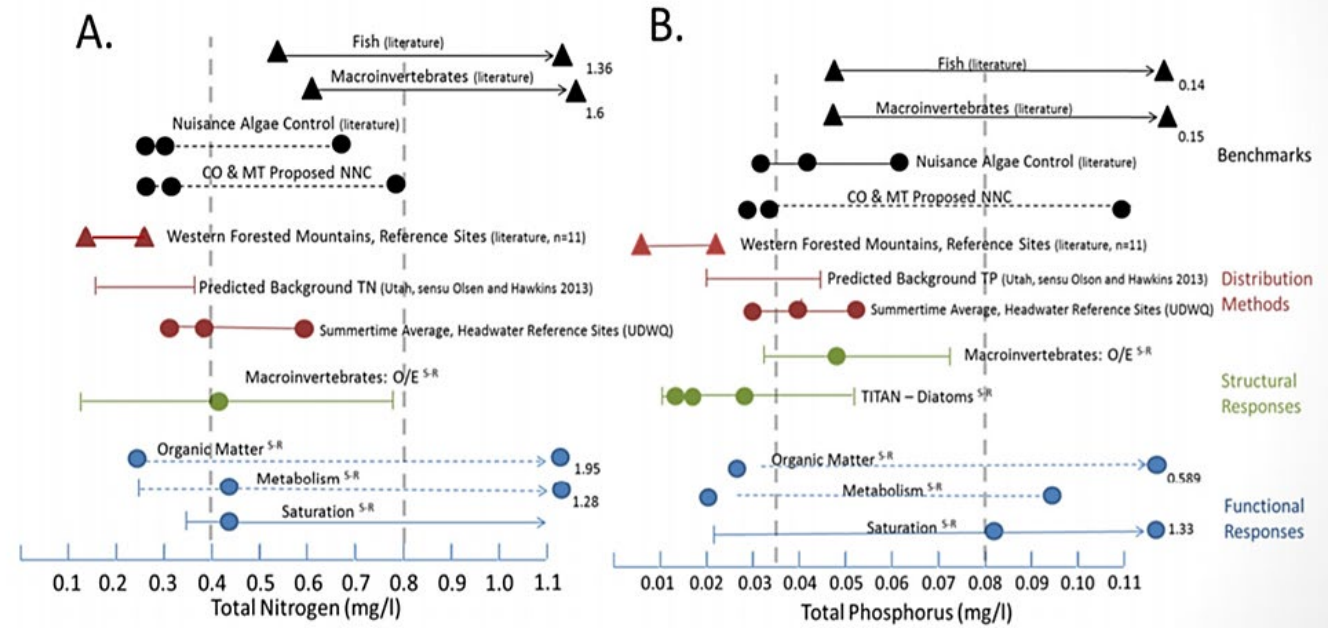 A.
Fish (literature)
1.36
Macroinvertebrates (literature)
1.6
Nuisance Algae Control (literature)
CO & MT Proposed NNC
Western Forested Mountains, Reference Sites (literature, n=11)
Predicted Background TN (Utah, sensu Olsen and Hawkins 2013)
Summertime Average, Headwater Reference Sites (UDWQ)
Macroinvertebrates: O/E S-R
Organic Matter S-R
1.95
Metabolism S-R
1.28
Saturation S-R
0.1 0.2 0.3 0.4 0.5 0.6 0.7 0.8 0.9 1.0 1.1
Total Nitrogen (mg/l)
B.
Fish (literature)
0.14
Macroinvertebrates (literature)
0.15
Benchmarks
Nuisance Algae Control (literature)
CO & MT Proposed NNC
Western Forested Mountains, Reference Sites (literature, n=11)
Predicted Background TP (Utah, sensu Olson and Hawkins 2013)
Distribution
Methods
Summertime Average, Headwater Reference Sites (UDWQ)
Macroinvertebrates: O/E S-R
Structural
Responses
TITAN – Diatoms S-R
Organic Matter S-R
0.589
Metabolism S-R
Functional
Responses
Saturation S-R
1.33
0.01 0.02 0.03 0.04 0.05 0.06 0.07 0.08 0.09 0.10 0.11
Total Phosphorus (mg/l)